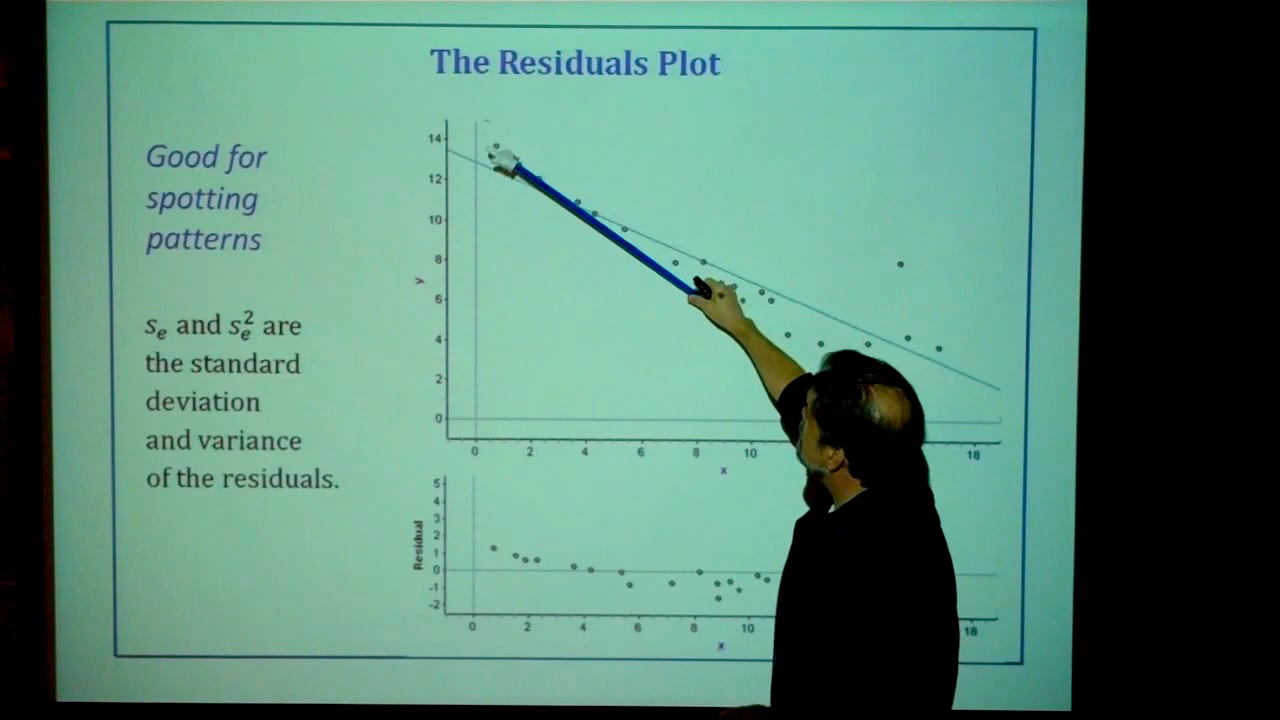 The Residuals Plot
Good for
spotting
patterns
sₑ and sₑ² are
the standard
deviation
and variance
of the residuals.
14
12
10
8
6
4
2
0
y
0 2 4 6 8 10 18
x
5
4
3
2
1
0
-1
-2
Residual
0 2 4 6 8 10 18
x